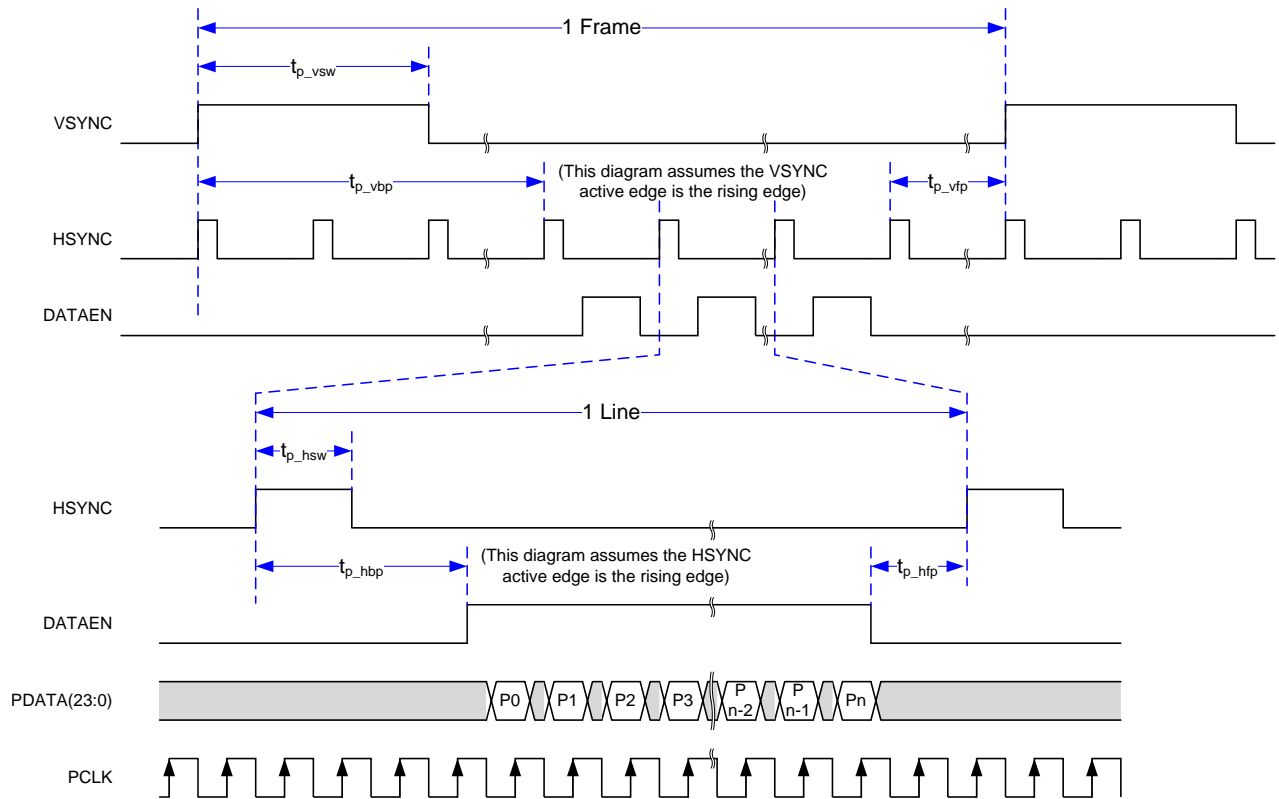 1 Frame
tp_vsw
VSYNC
tp_vbp
(This diagram assumes the VSYNC
active edge is the rising edge)
tp_vfp
HSYNC
DATAEN
1 Line
tp_hsw
HSYNC
tp_hbp
(This diagram assumes the HSYNC
active edge is the rising edge)
tp_hfp
DATAEN
PDATA(23:0)
P0
P1
P2
P3
P
n-2
P
n-1
Pn
PCLK